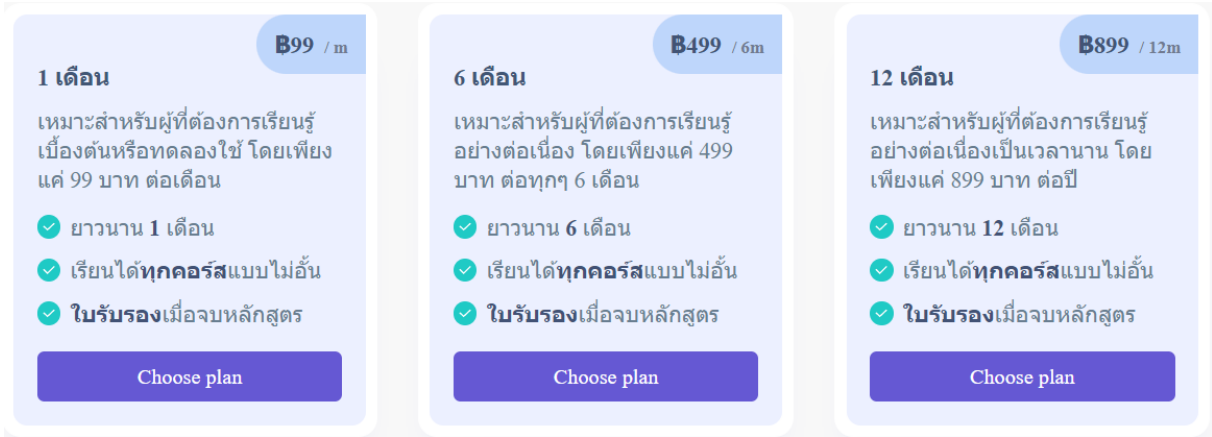 ฿99 / m
1 เดือน
เหมาะสำหรับผู้ที่ต้องการเรียนรู้
เบื้องต้นหรือทดลองใช้ โดยเพียง
แค่ 99 บาท ต่อเดือน
ยาวนาน 1 เดือน
เรียนได้ทุกคอร์สแบบไม่อั้น
ใบรับรองเมื่อจบหลักสูตร
Choose plan
฿499 / 6m
6 เดือน
เหมาะสำหรับผู้ที่ต้องการเรียนรู้
อย่างต่อเนื่อง โดยเพียงแค่ 499
บาท ต่อทุกๆ 6 เดือน
ยาวนาน 6 เดือน
เรียนได้ทุกคอร์สแบบไม่อั้น
ใบรับรองเมื่อจบหลักสูตร
Choose plan
฿899 / 12m
12 เดือน
เหมาะสำหรับผู้ที่ต้องการเรียนรู้
อย่างต่อเนื่องเป็นเวลานาน โดย
เพียงแค่ 899 บาท ต่อปี
ยาวนาน 12 เดือน
เรียนได้ทุกคอร์สแบบไม่อั้น
ใบรับรองเมื่อจบหลักสูตร
Choose plan